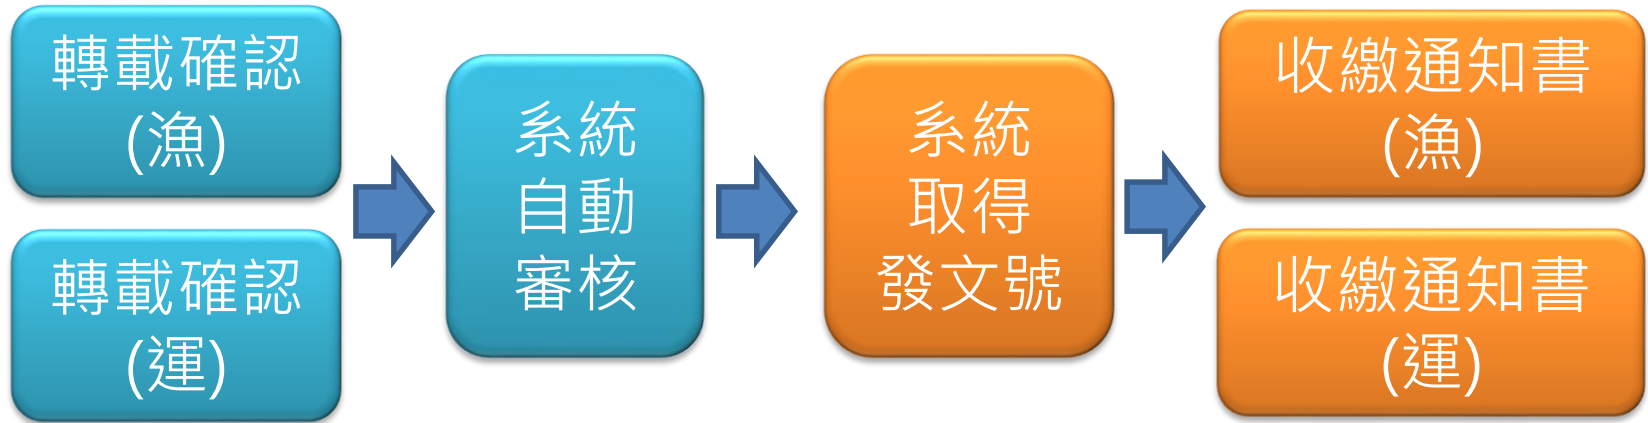 轉載確認
(漁)
轉載確認
(運)
系統
自動
審核
系統
取得
發文號
收繳通知書
(漁)
收繳通知書
(運)